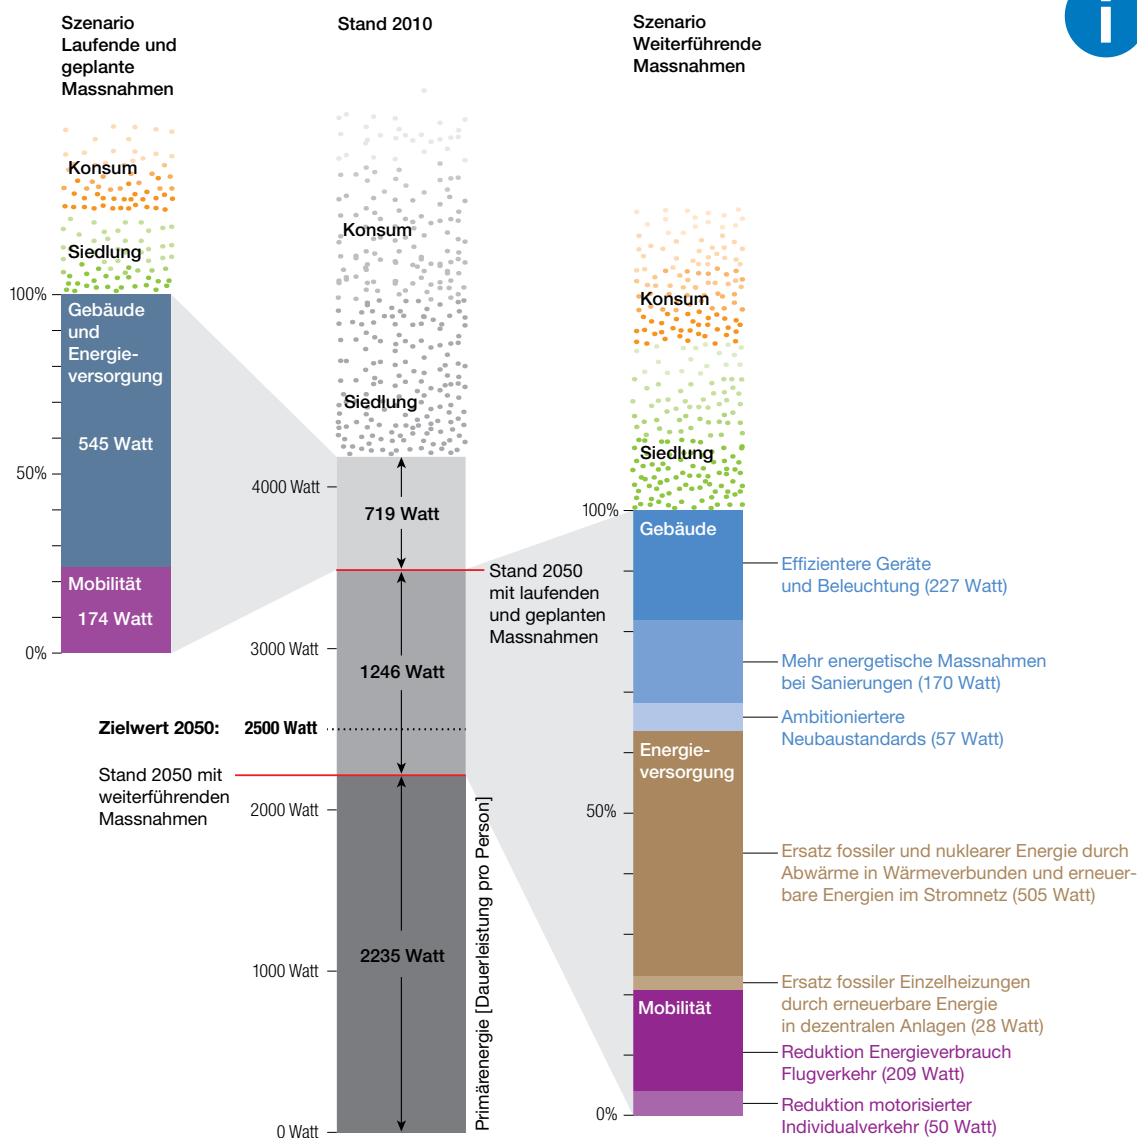 i
Szenario
Laufende und
geplante
Massnahmen
Konsum
Siedlung
100%
50%
0%
Gebäude
und
Energie-
versorgung
545 Watt
Mobilität
174 Watt
Stand 2010
Konsum
Siedlung
4000 Watt
3000 Watt
Zielwert 2050: 2500 Watt
2000 Watt
1000 Watt
0 Watt
719 Watt
1246 Watt
2235 Watt
Stand 2050
mit laufenden
und geplanten
Massnahmen
Stand 2050 mit
weiterführenden
Massnahmen
Primärenergie [Dauerleistung pro Person]
Szenario
Weiterführende
Massnahmen
Konsum
Siedlung
100%
50%
0%
Gebäude
Energie-
versorgung
Mobilität
Effizientere Geräte
und Beleuchtung (227 Watt)
Mehr energetische Massnahmen
bei Sanierungen (170 Watt)
Ambitioniertere
Neubaustandards (57 Watt)
Ersatz fossiler und nuklearer Energie durch
Abwärme in Wärmeverbunden und erneuer-
bare Energien im Stromnetz (505 Watt)
Ersatz fossiler Einzelheizungen
durch erneuerbare Energie
in dezentralen Anlagen (28 Watt)
Reduktion Energieverbrauch
Flugverkehr (209 Watt)
Reduktion motorisierter
Individualverkehr (50 Watt)